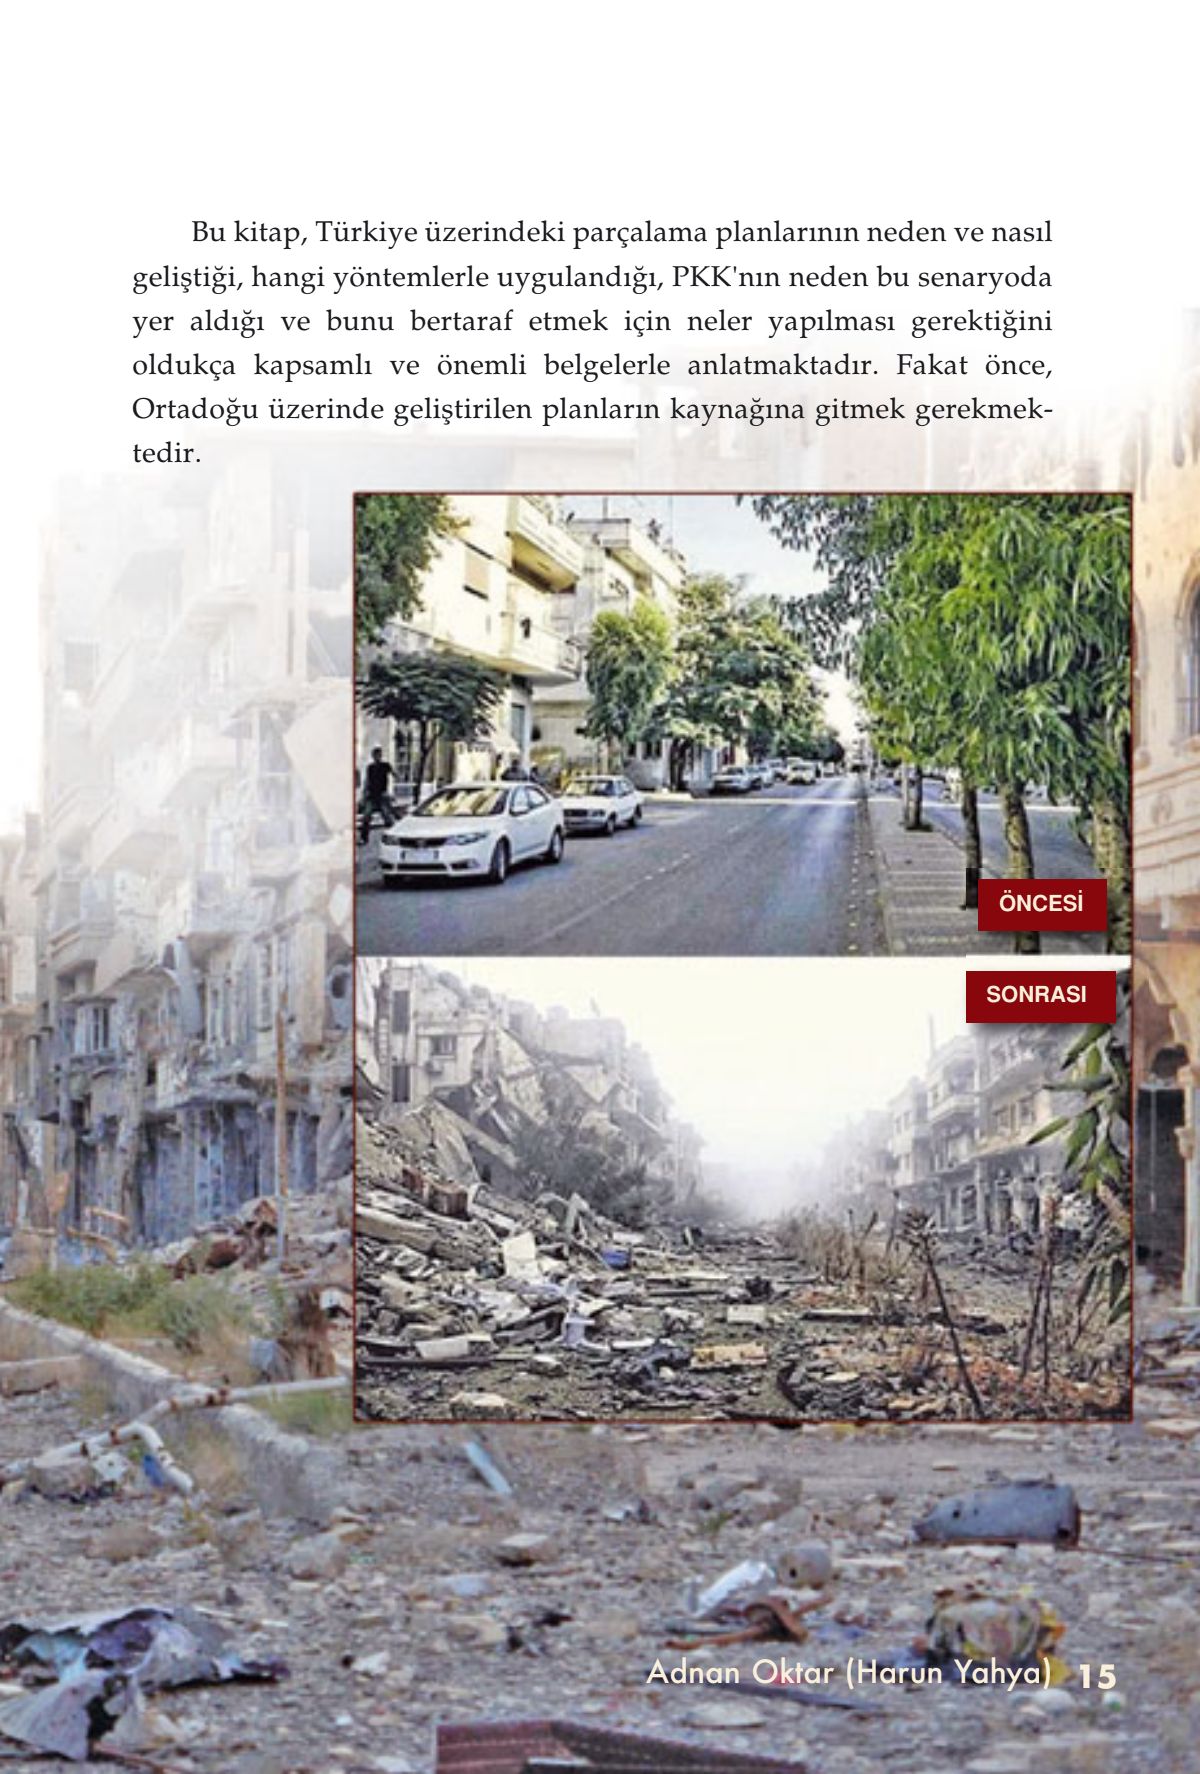 Bu kitap, Türkiye üzerindeki parçalama planlarının neden ve nasıl
geliştiği, hangi yöntemlerle uygulandığı, PKK'nın neden bu senaryoda
yer aldığı ve bunu bertaraf etmek için neler yapılması gerektiğini
oldukça kapsamlı ve önemli belgelerle anlatmaktadır. Fakat önce,
Ortadoğu üzerinde geliştirilen planların kaynağına gitmek gerekmek-
tedir.
ÖNCESİ
SONRASI
Adnan Oktar (Harun Yahya) 15